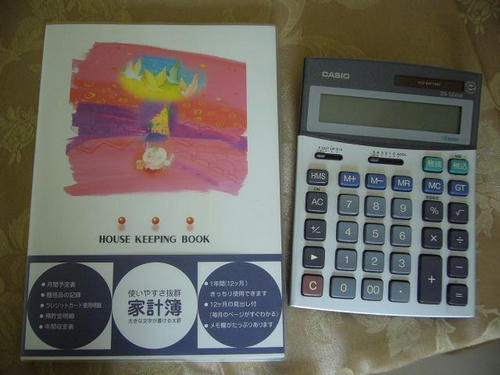 HOUSE KEEPING BOOK
●月間予定表
●贈答品の記録
●クレジットカード使用明細
●預貯金明細
●年間収支表
使いやすさ抜群
家計簿
大きな文字が書ける大判
●1年間(12ヶ月)
きっちり使用できます
●12ヶ月の見出し付
(毎月のページがすぐわかる)
●メモ欄がたっぷりあります
CASIO
税抜
税込
HMS
M+
M−
MR
MC
GT
AC
7
8
9
%
√
+/−
4
5
6
×
÷
▶
1
2
3
+
−
C
0
00
·
=